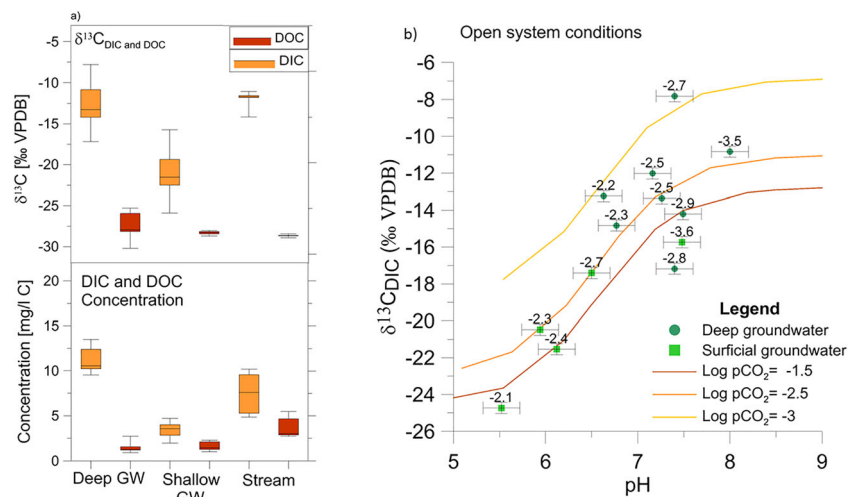 a)
δ¹³C DIC and DOC
DOC
DIC
δ¹³C [‰ VPDB]
-5
-10
-15
-20
-25
-30
DIC and DOC
Concentration
Concentration [mg/l C]
20
15
10
5
0
Deep GW
Shallow
GW
Stream
b)
Open system conditions
δ¹³C DIC (‰ VPDB)
-6
-8
-10
-12
-14
-16
-18
-20
-22
-24
-26
-2.7
-3.5
-2.5
-2.2
-2.5
-2.3
-2.9
-3.6
-2.8
-2.7
-2.3
-2.4
-2.1
Legend
Deep groundwater
Surficial groundwater
Log pCO₂= -1.5
Log pCO₂= -2.5
Log pCO₂= -3
5
6
7
8
9
pH